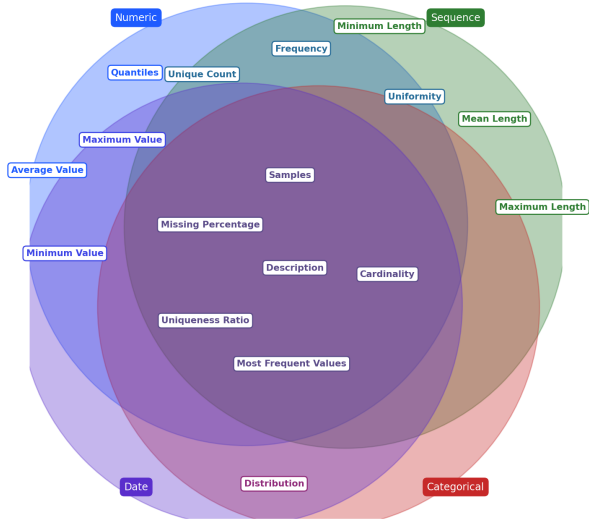 Numeric
Sequence
Minimum Length
Frequency
Quantiles
Unique Count
Uniformity
Mean Length
Maximum Value
Average Value
Samples
Maximum Length
Missing Percentage
Minimum Value
Description
Cardinality
Uniqueness Ratio
Most Frequent Values
Distribution
Date
Categorical